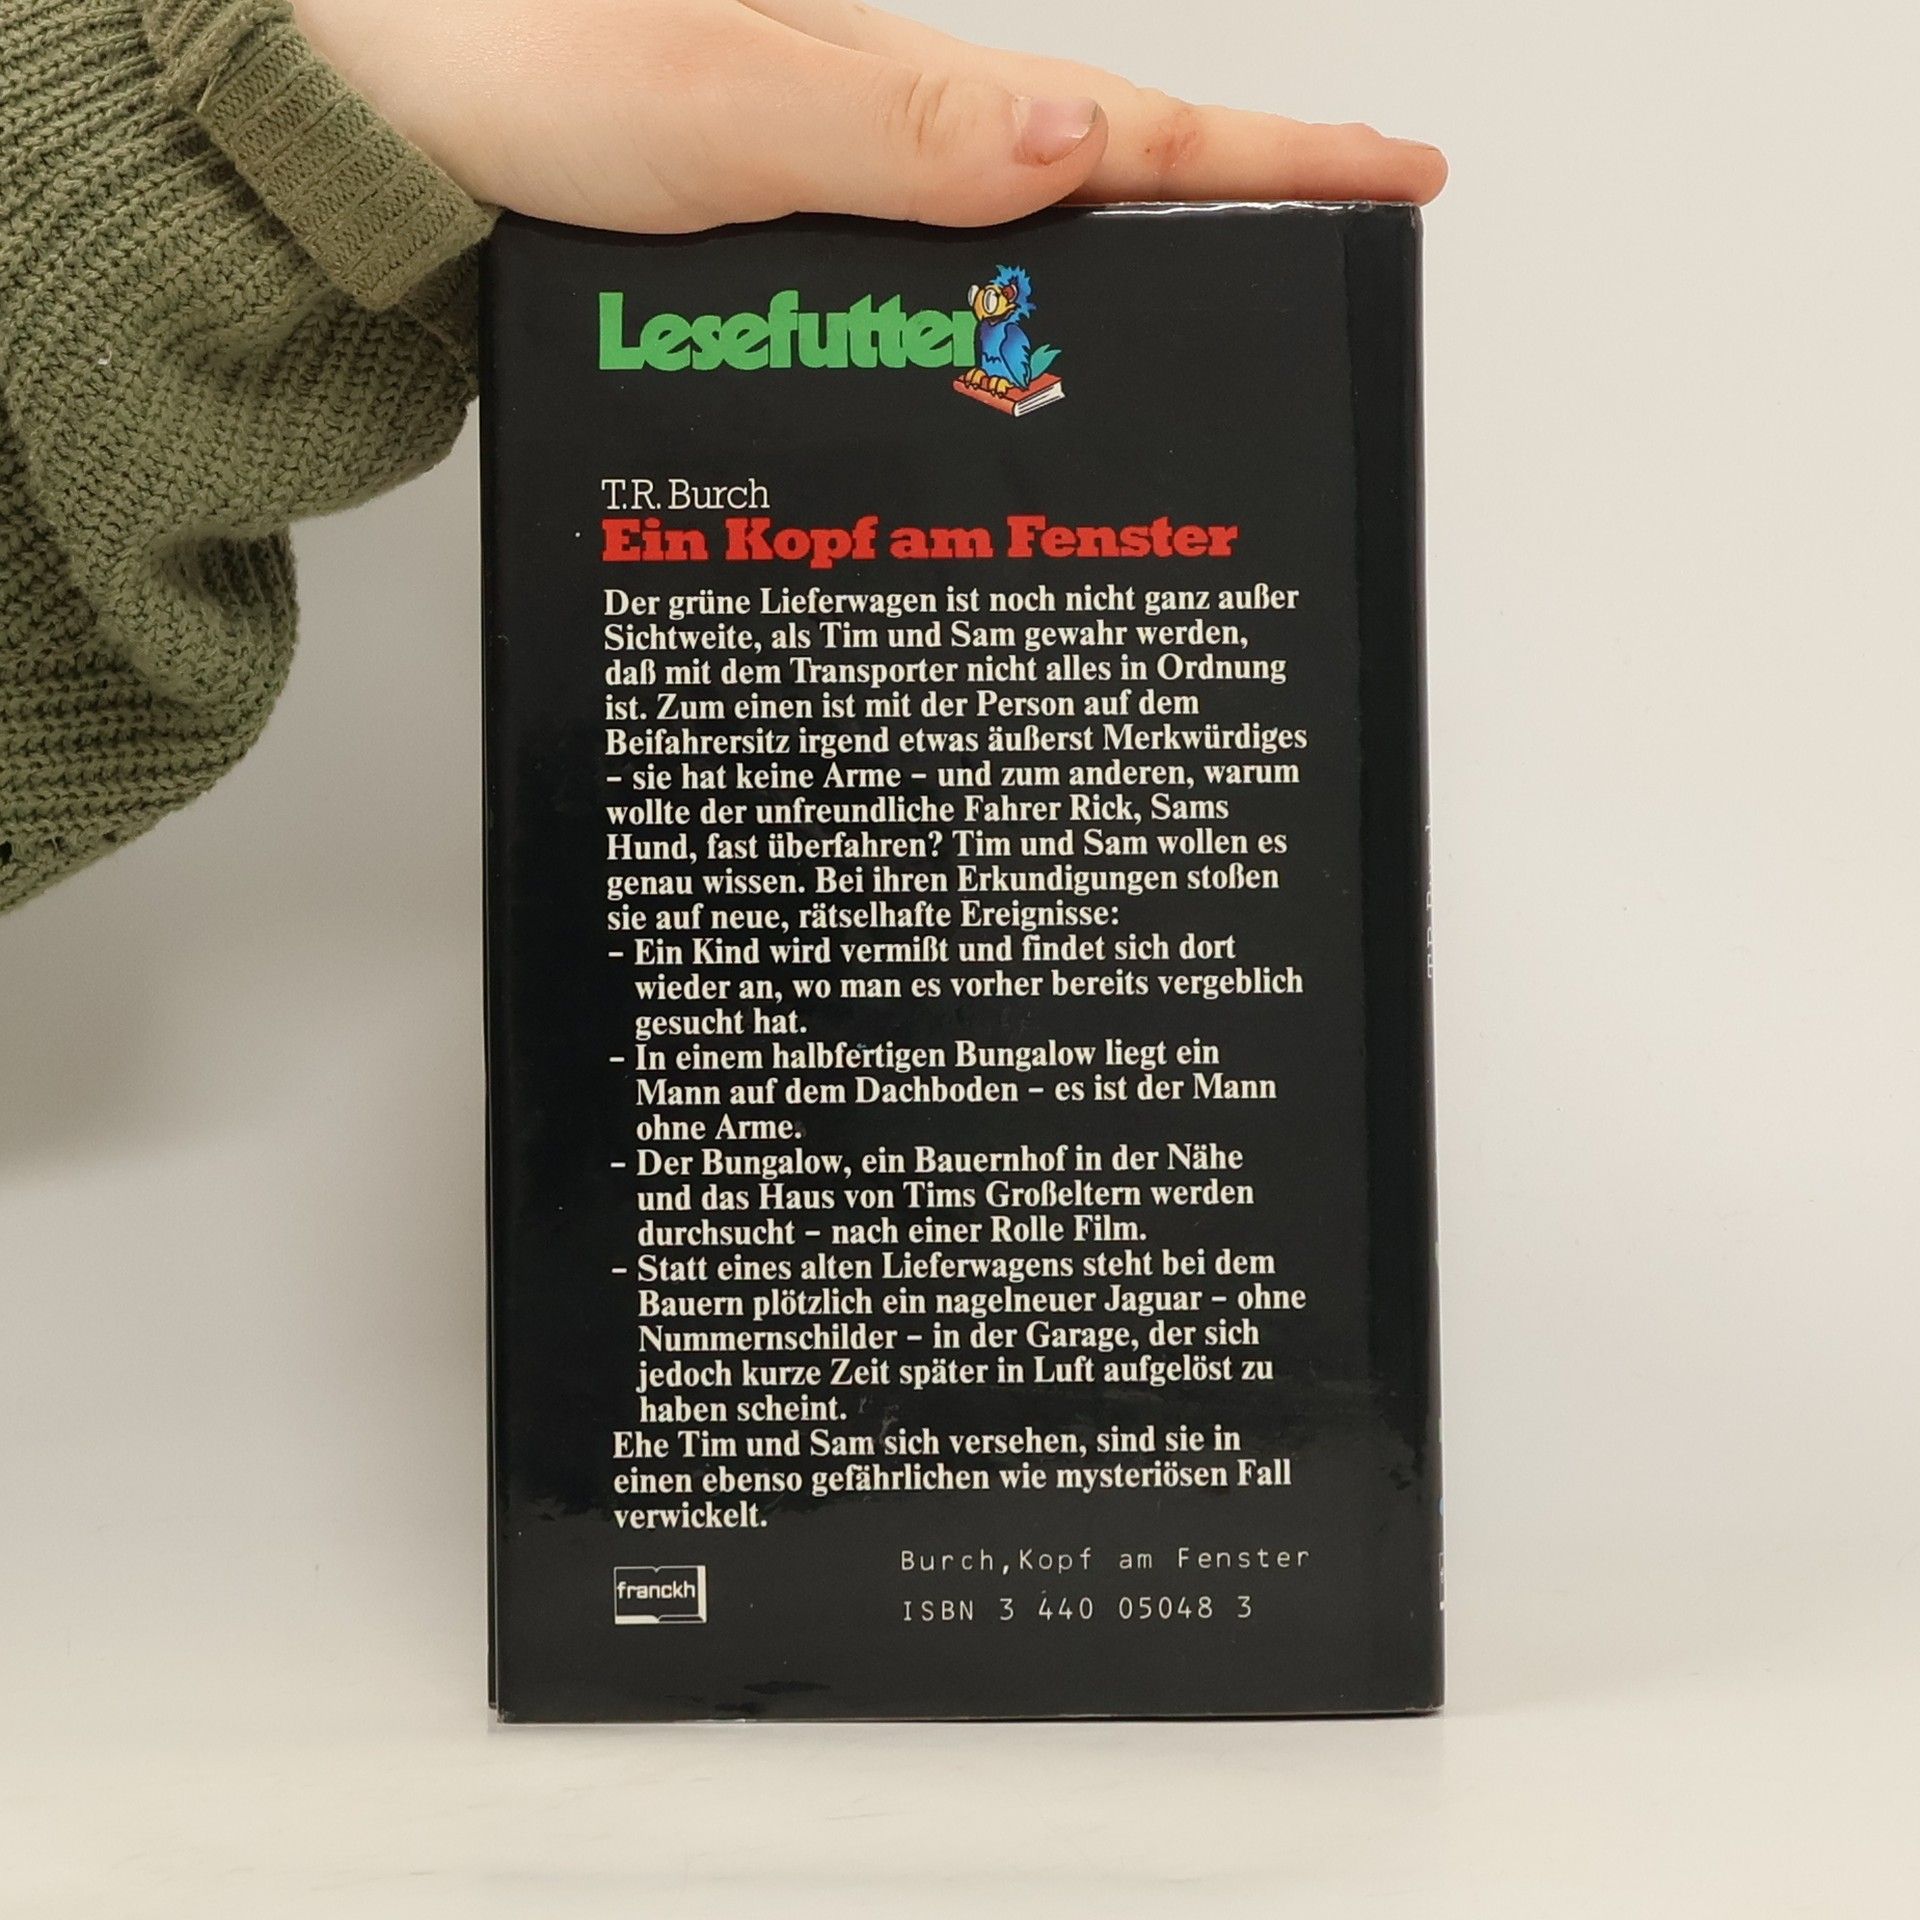 Lesefutter
T.R. Burch
Ein Kopf am Fenster
Der grüne Lieferwagen ist noch nicht ganz außer
Sichtweite, als Tim und Sam gewahr werden,
daß mit dem Transporter nicht alles in Ordnung
ist. Zum einen ist mit der Person auf dem
Beifahrersitz irgend etwas äußerst Merkwürdiges
– sie hat keine Arme – und zum anderen, warum
wollte der unfreundliche Fahrer Rick, Sams
Hund, fast überfahren? Tim und Sam wollen es
genau wissen. Bei ihren Erkundigungen stoßen
sie auf neue, rätselhafte Ereignisse:
– Ein Kind wird vermißt und findet sich dort
wieder an, wo man es vorher bereits vergeblich
gesucht hat.
– In einem halbfertigen Bungalow liegt ein
Mann auf dem Dachboden – es ist der Mann
ohne Arme.
– Der Bungalow, ein Bauernhof in der Nähe
und das Haus von Tims Großeltern werden
durchsucht – nach einer Rolle Film.
– Statt eines alten Lieferwagens steht bei dem
Bauern plötzlich ein nagelneuer Jaguar – ohne
Nummernschilder – in der Garage, der sich
jedoch kurze Zeit später in Luft aufgelöst zu
haben scheint.
Ehe Tim und Sam sich versehen, sind sie in
einen ebenso gefährlichen wie mysteriösen Fall
verwickelt.
franckh
Burch,Kopf am Fenster
ISBN 3 440 05048 3